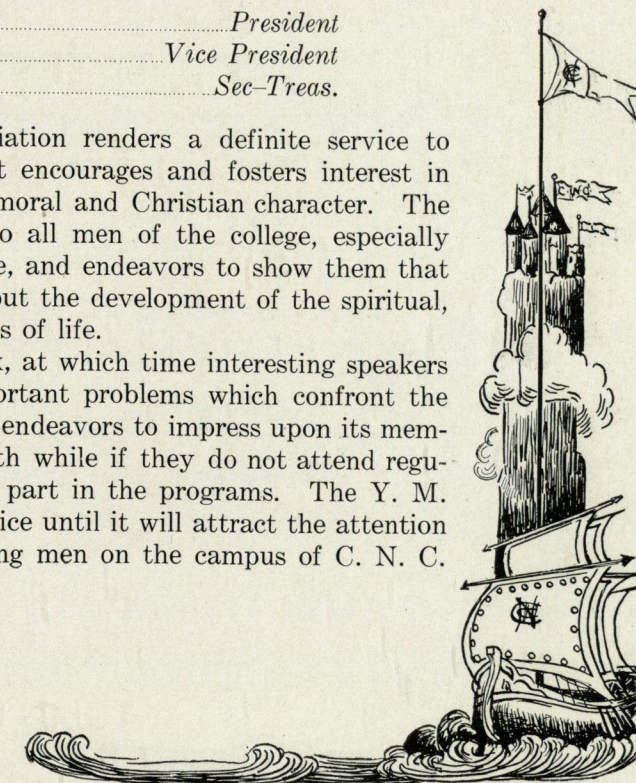 President
Vice President
Sec-Treas.
iation renders a definite service to
t encourages and fosters interest in
moral and Christian character. The
o all men of the college, especially
e, and endeavors to show them that
out the development of the spiritual,
s of life.
, at which time interesting speakers
ortant problems which confront the
endeavors to impress upon its mem-
th while if they do not attend regu-
part in the programs. The Y. M.
ice until it will attract the attention
ng men on the campus of C. N. C.